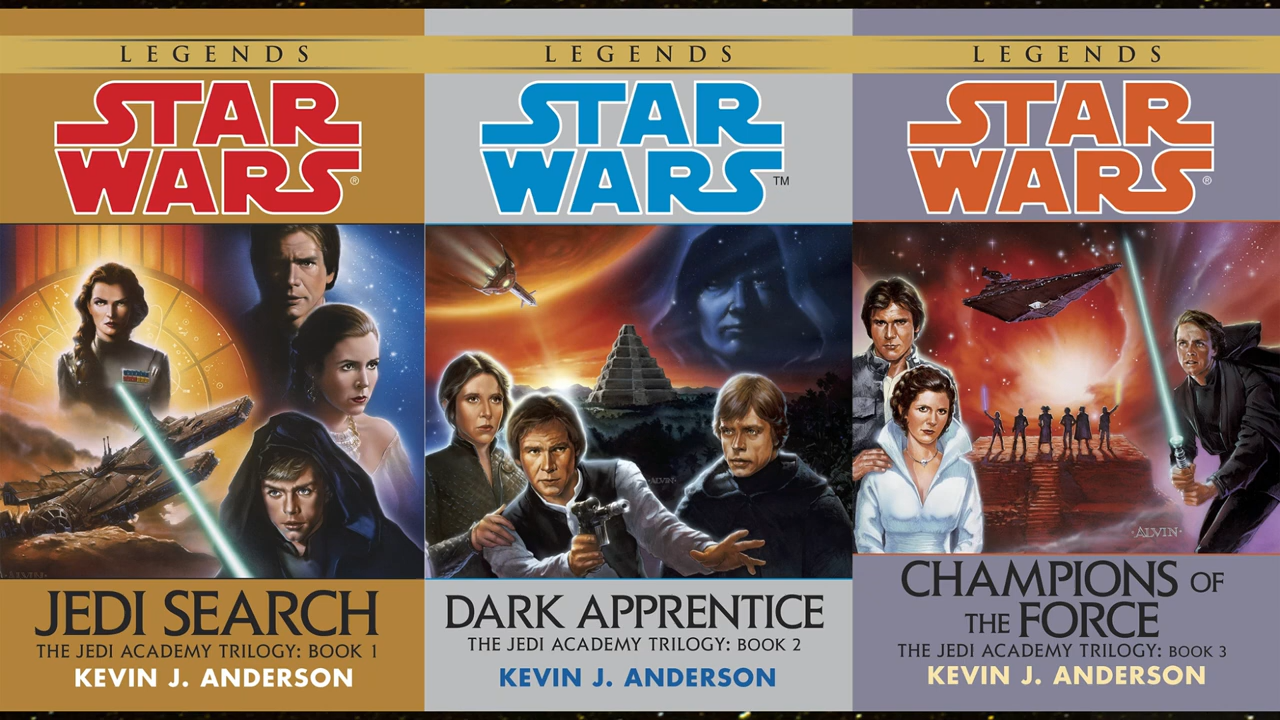 LEGENDS
STAR
WARS®
JEDI SEARCH
THE JEDI ACADEMY TRILOGY: BOOK 1
KEVIN J. ANDERSON
LEGENDS
STAR
WARS™
DARK APPRENTICE
THE JEDI ACADEMY TRILOGY: BOOK 2
KEVIN J. ANDERSON
LEGENDS
STAR
WARS®
·ALVIN·
CHAMPIONS OF
THE FORCE
THE JEDI ACADEMY TRILOGY: BOOK 3
KEVIN J. ANDERSON